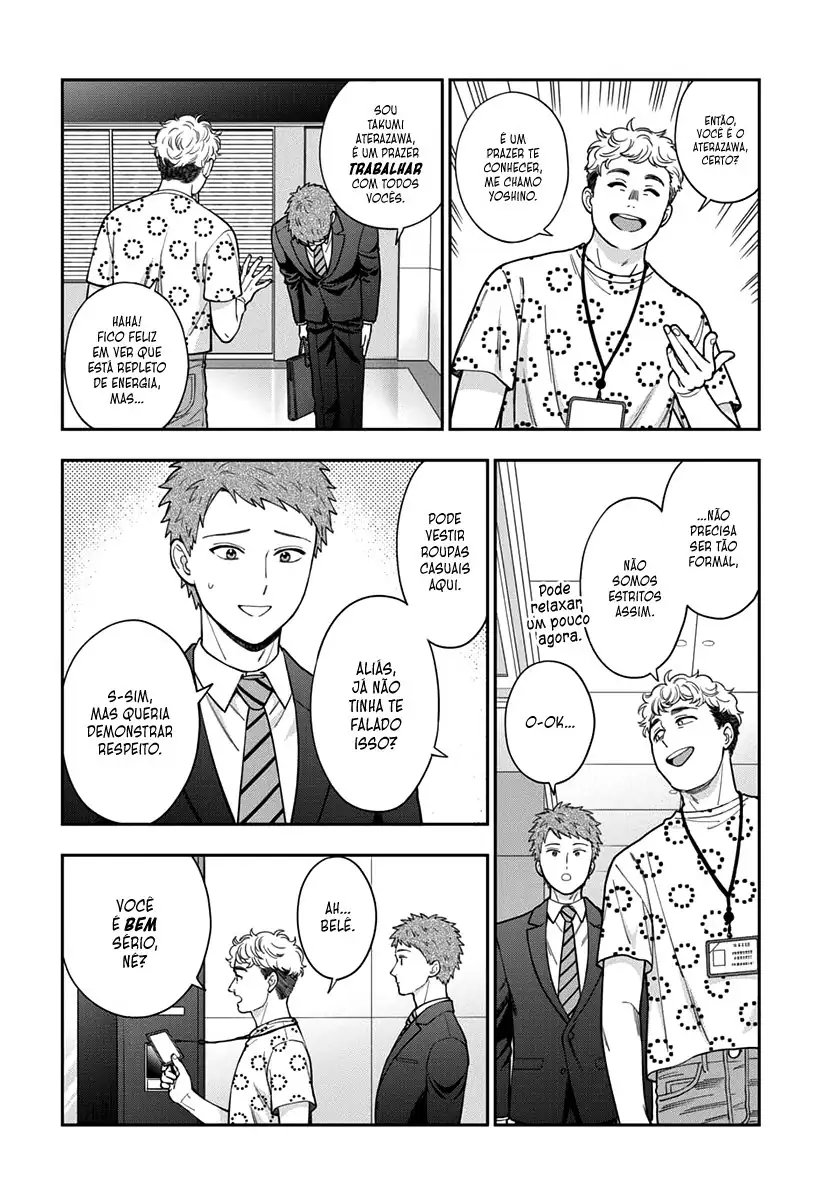 ENTÃO,
VOCÊ É O
ATERAZAWA,
CERTO?
É UM
PRAZER TE
CONHECER,
ME CHAMO
YOSHINO.
SOU
TAKUMI
ATERAZAWA,
É UM PRAZER
TRABALHAR
COM TODOS
VOCÊS.
HAHA!
FICO FELIZ
EM VER QUE
ESTÁ REPLETO
DE ENERGIA,
MAS...
...NÃO
PRECISA
SER TÃO
FORMAL,
NÃO
SOMOS
ESTRITOS
ASSIM.
Pode
relaxar
um pouco
agora.
O-OK...
PODE
VESTIR
ROUPAS
CASUAIS
AQUI.
ALIÁS,
JÁ NÃO
TINHA TE
FALADO
ISSO?
S-SIM,
MAS QUERIA
DEMONSTRAR
RESPEITO.
AH...
BELÊ.
VOCÊ
É BEM
SÉRIO,
NÉ?